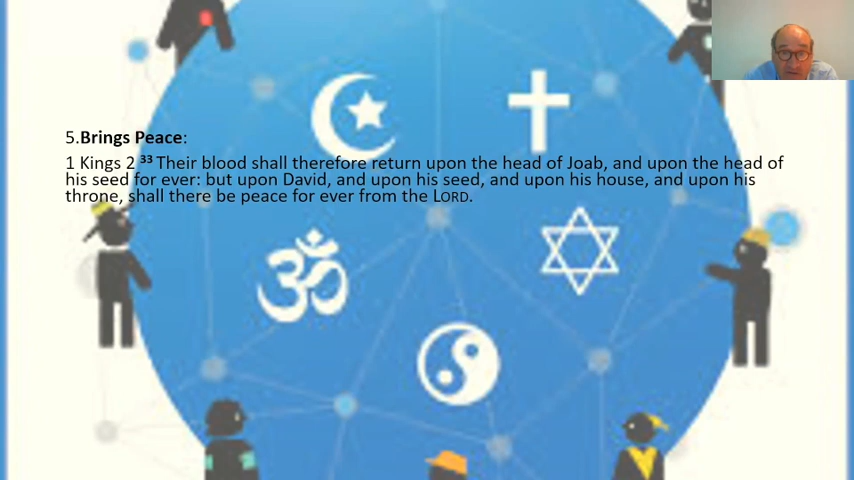 5.Brings Peace:
1 Kings 2 ³³ Their blood shall therefore return upon the head of Joab, and upon the head of
his seed for ever: but upon David, and upon his seed, and upon his house, and upon his
throne, shall there be peace for ever from the LORD.